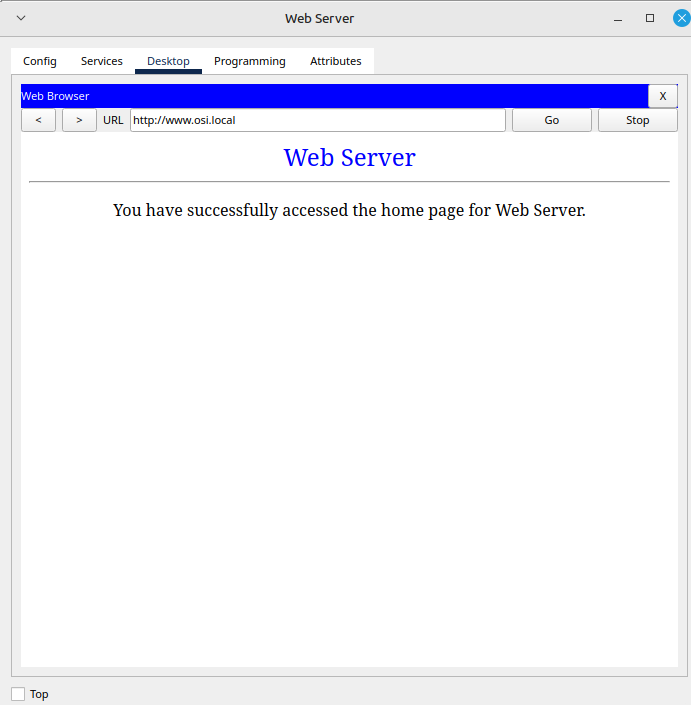 Web Server
Config Services Desktop Programming Attributes
Web Browser X
< > URL http://www.osi.local Go Stop
Web Server
You have successfully accessed the home page for Web Server.
Top